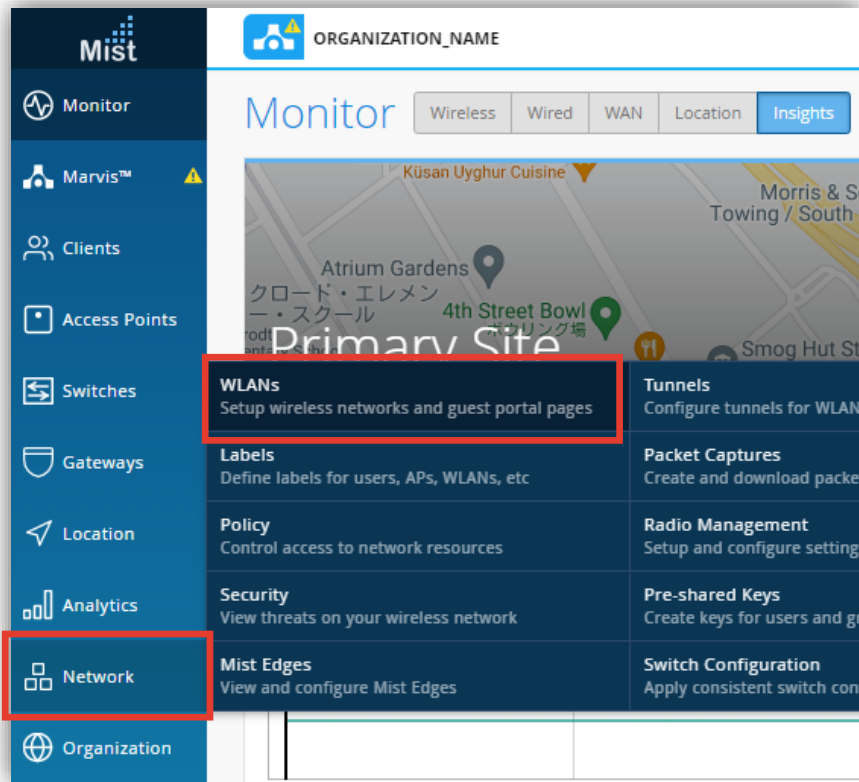 Mist
ORGANIZATION_NAME
Monitor
Marvis™
Clients
Access Points
Switches
Gateways
Location
Analytics
Network
Organization
Monitor
Wireless
Wired
WAN
Location
Insights
Küsan Uyghur Cuisine
Morris & S
Towing / South
Atrium Gardens
クロード・エレメン
ー・スクール
4th Street Bowl
ボウリング場
Primary Site
Smog Hut St
WLANs
Setup wireless networks and guest portal pages
Labels
Define labels for users, APs, WLANs, etc
Policy
Control access to network resources
Security
View threats on your wireless network
Mist Edges
View and configure Mist Edges
Tunnels
Configure tunnels for WLAN
Packet Captures
Create and download packe
Radio Management
Setup and configure setting
Pre-shared Keys
Create keys for users and gr
Switch Configuration
Apply consistent switch con